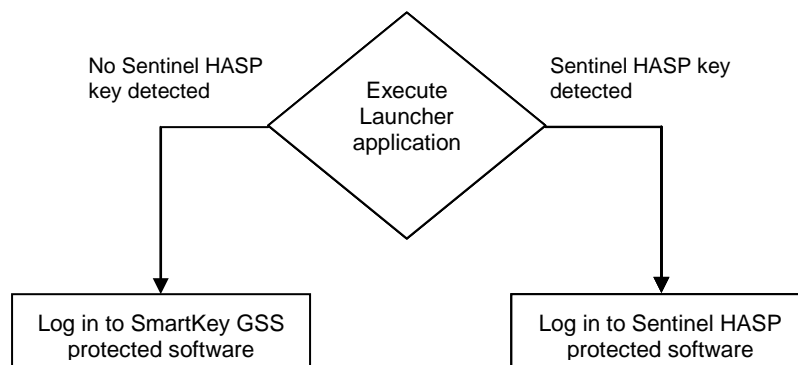 No Sentinel HASP
key detected
Execute
Launcher
application
Sentinel HASP key
detected
Log in to SmartKey GSS
protected software
Log in to Sentinel HASP
protected software